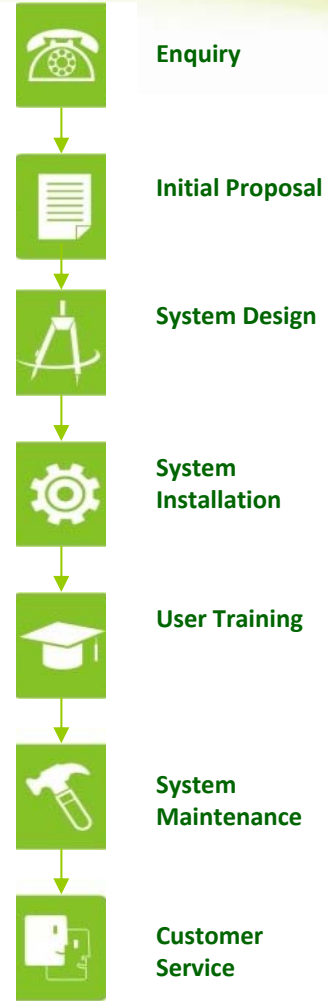 Enquiry
Initial Proposal
System Design
System
Installation
User Training
System
Maintenance
Customer
Service